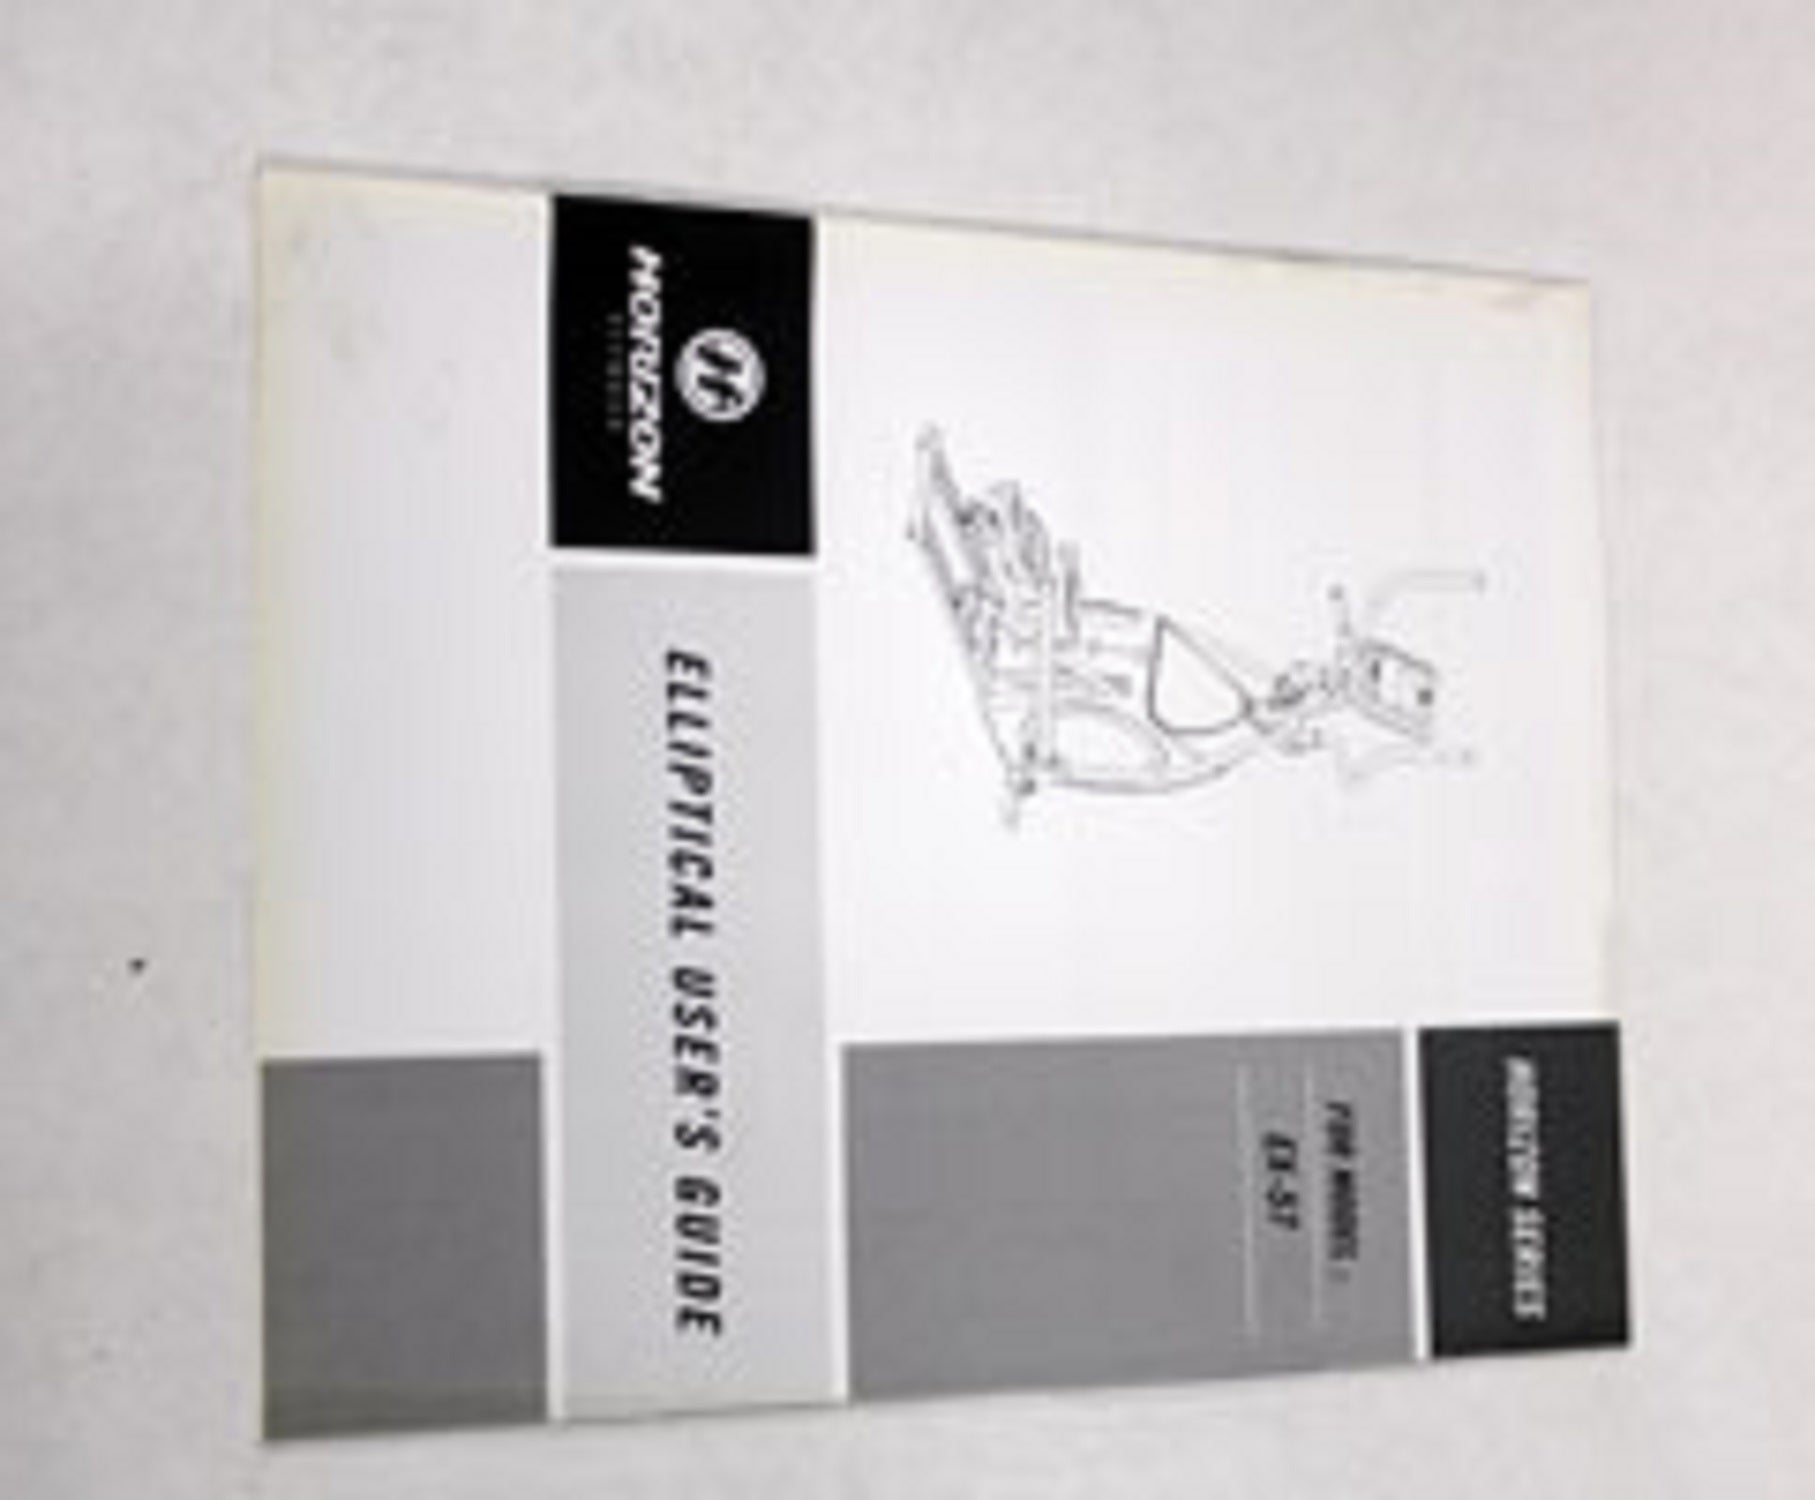 HORIZON SERIES
FOR MODEL :
EX-57
HORIZON
FITNESS
ELLIPTICAL USER'S GUIDE